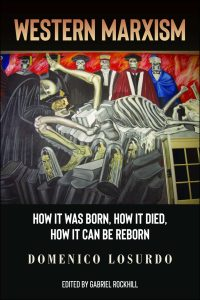 WESTERN MARXISM
HOW IT WAS BORN, HOW IT DIED,
HOW IT CAN BE REBORN
DOMENICO LOSURDO
EDITED BY GABRIEL ROCKHILL